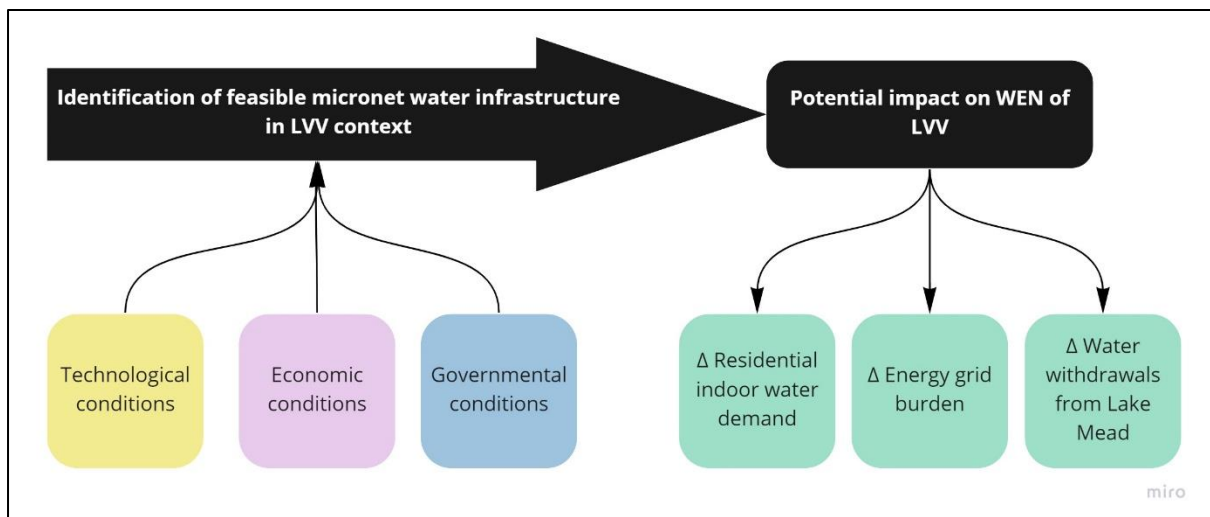 Identification of feasible micronet water infrastructure
in LVV context
Potential impact on WEN of
LVV
Technological
conditions
Economic
conditions
Governmental
conditions
Δ Residential
indoor water
demand
Δ Energy grid
burden
Δ Water
withdrawals
from Lake
Mead
miro